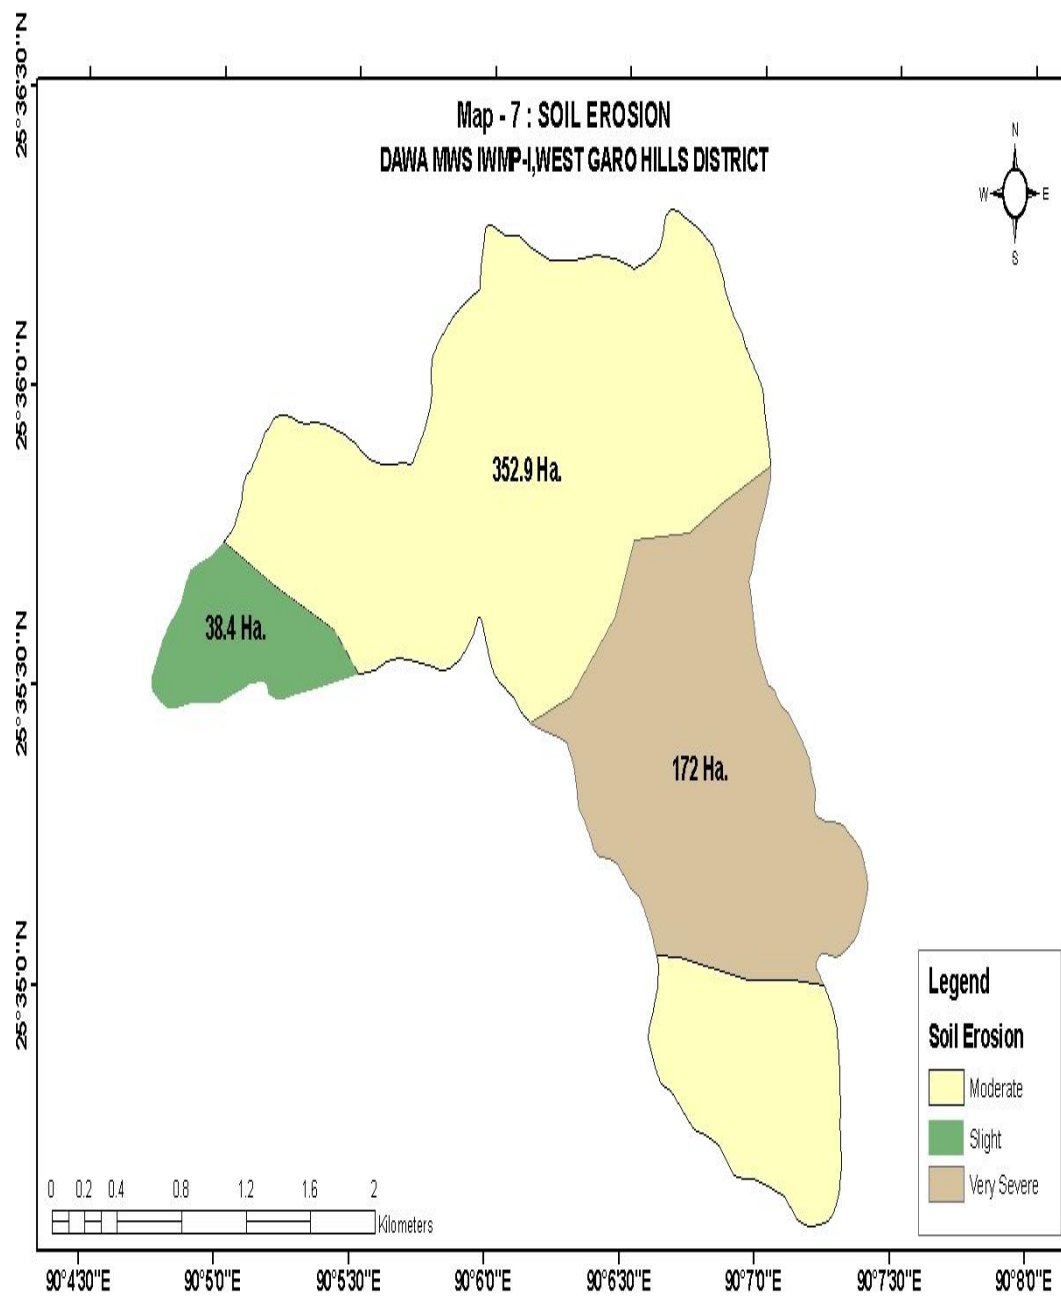 Map - 7 : SOIL EROSION
DAWA MWS IWMP-I,WEST GARO HILLS DISTRICT
N
W E
S
25°36'30"N
25°36'0"N
25°35'30"N
25°35'0"N
352.9 Ha.
38.4 Ha.
172 Ha.
Legend
Soil Erosion
Moderate
Slight
Very Severe
0 0.2 0.4 0.8 1.2 1.6 2
Kilometers
90°4'30"E 90°5'0"E 90°5'30"E 90°6'0"E 90°6'30"E 90°7'0"E 90°7'30"E 90°8'0"E